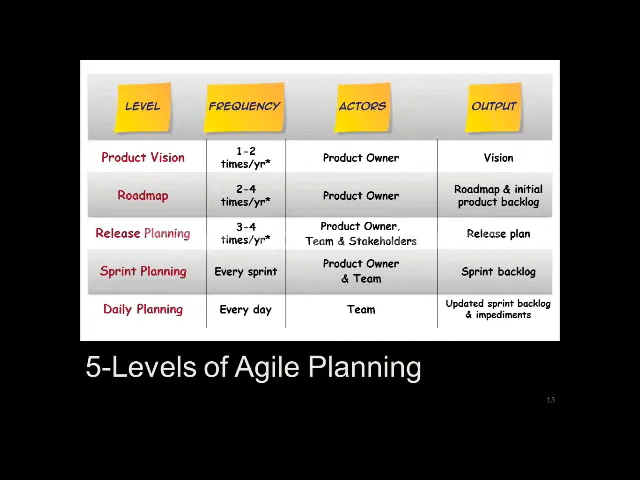 LEVEL FREQUENCY ACTORS OUTPUT
Product Vision 1-2 times/yr* Product Owner Vision
Roadmap 2-4 times/yr* Product Owner Roadmap & initial product backlog
Release Planning 3-4 times/yr* Product Owner, Team & Stakeholders Release plan
Sprint Planning Every sprint Product Owner & Team Sprint backlog
Daily Planning Every day Team Updated sprint backlog & impediments
5-Levels of Agile Planning
13